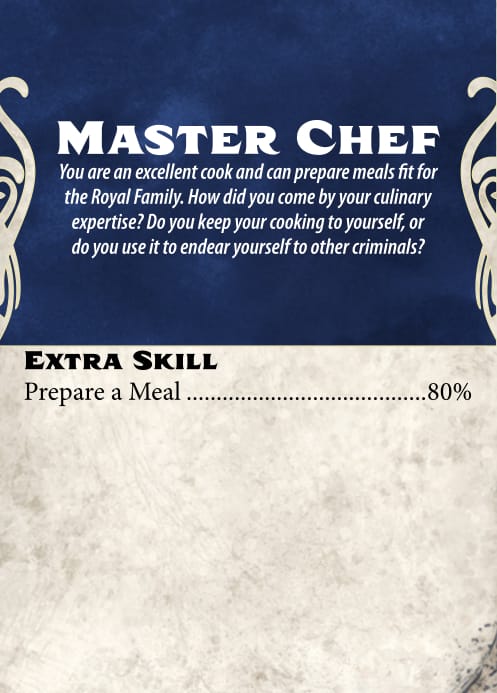 Master Chef
You are an excellent cook and can prepare meals fit for
the Royal Family. How did you come by your culinary
expertise? Do you keep your cooking to yourself, or
do you use it to endear yourself to other criminals?
Extra Skill
Prepare a Meal ........................................80%